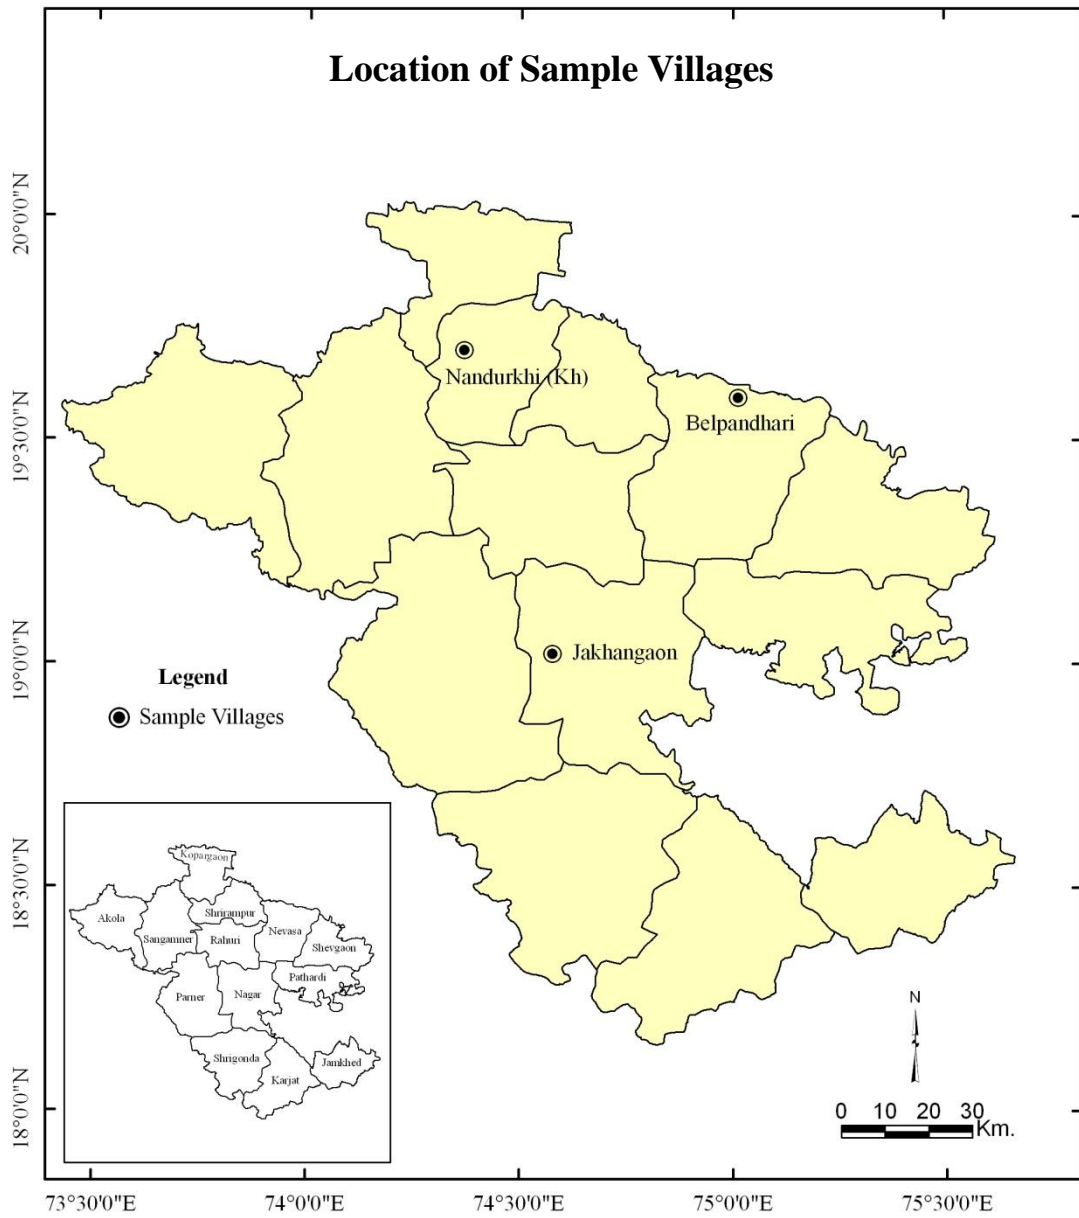 Location of Sample Villages
20°0'0"N
19°30'0"N
19°0'0"N
18°30'0"N
18°0'0"N
Nandurkhi (Kh)
Belpandhari
Jakhangaon
Legend
Sample Villages
Kopargaon
Shrirampur
Akola
Nevasa
Sangamner
Rahuri
Shevgaon
Pathardi
Parner
Nagar
Shrigonda
Jamkhed
Karjat
N
0 10 20 30
Km.
73°30'0"E 74°0'0"E 74°30'0"E 75°0'0"E 75°30'0"E